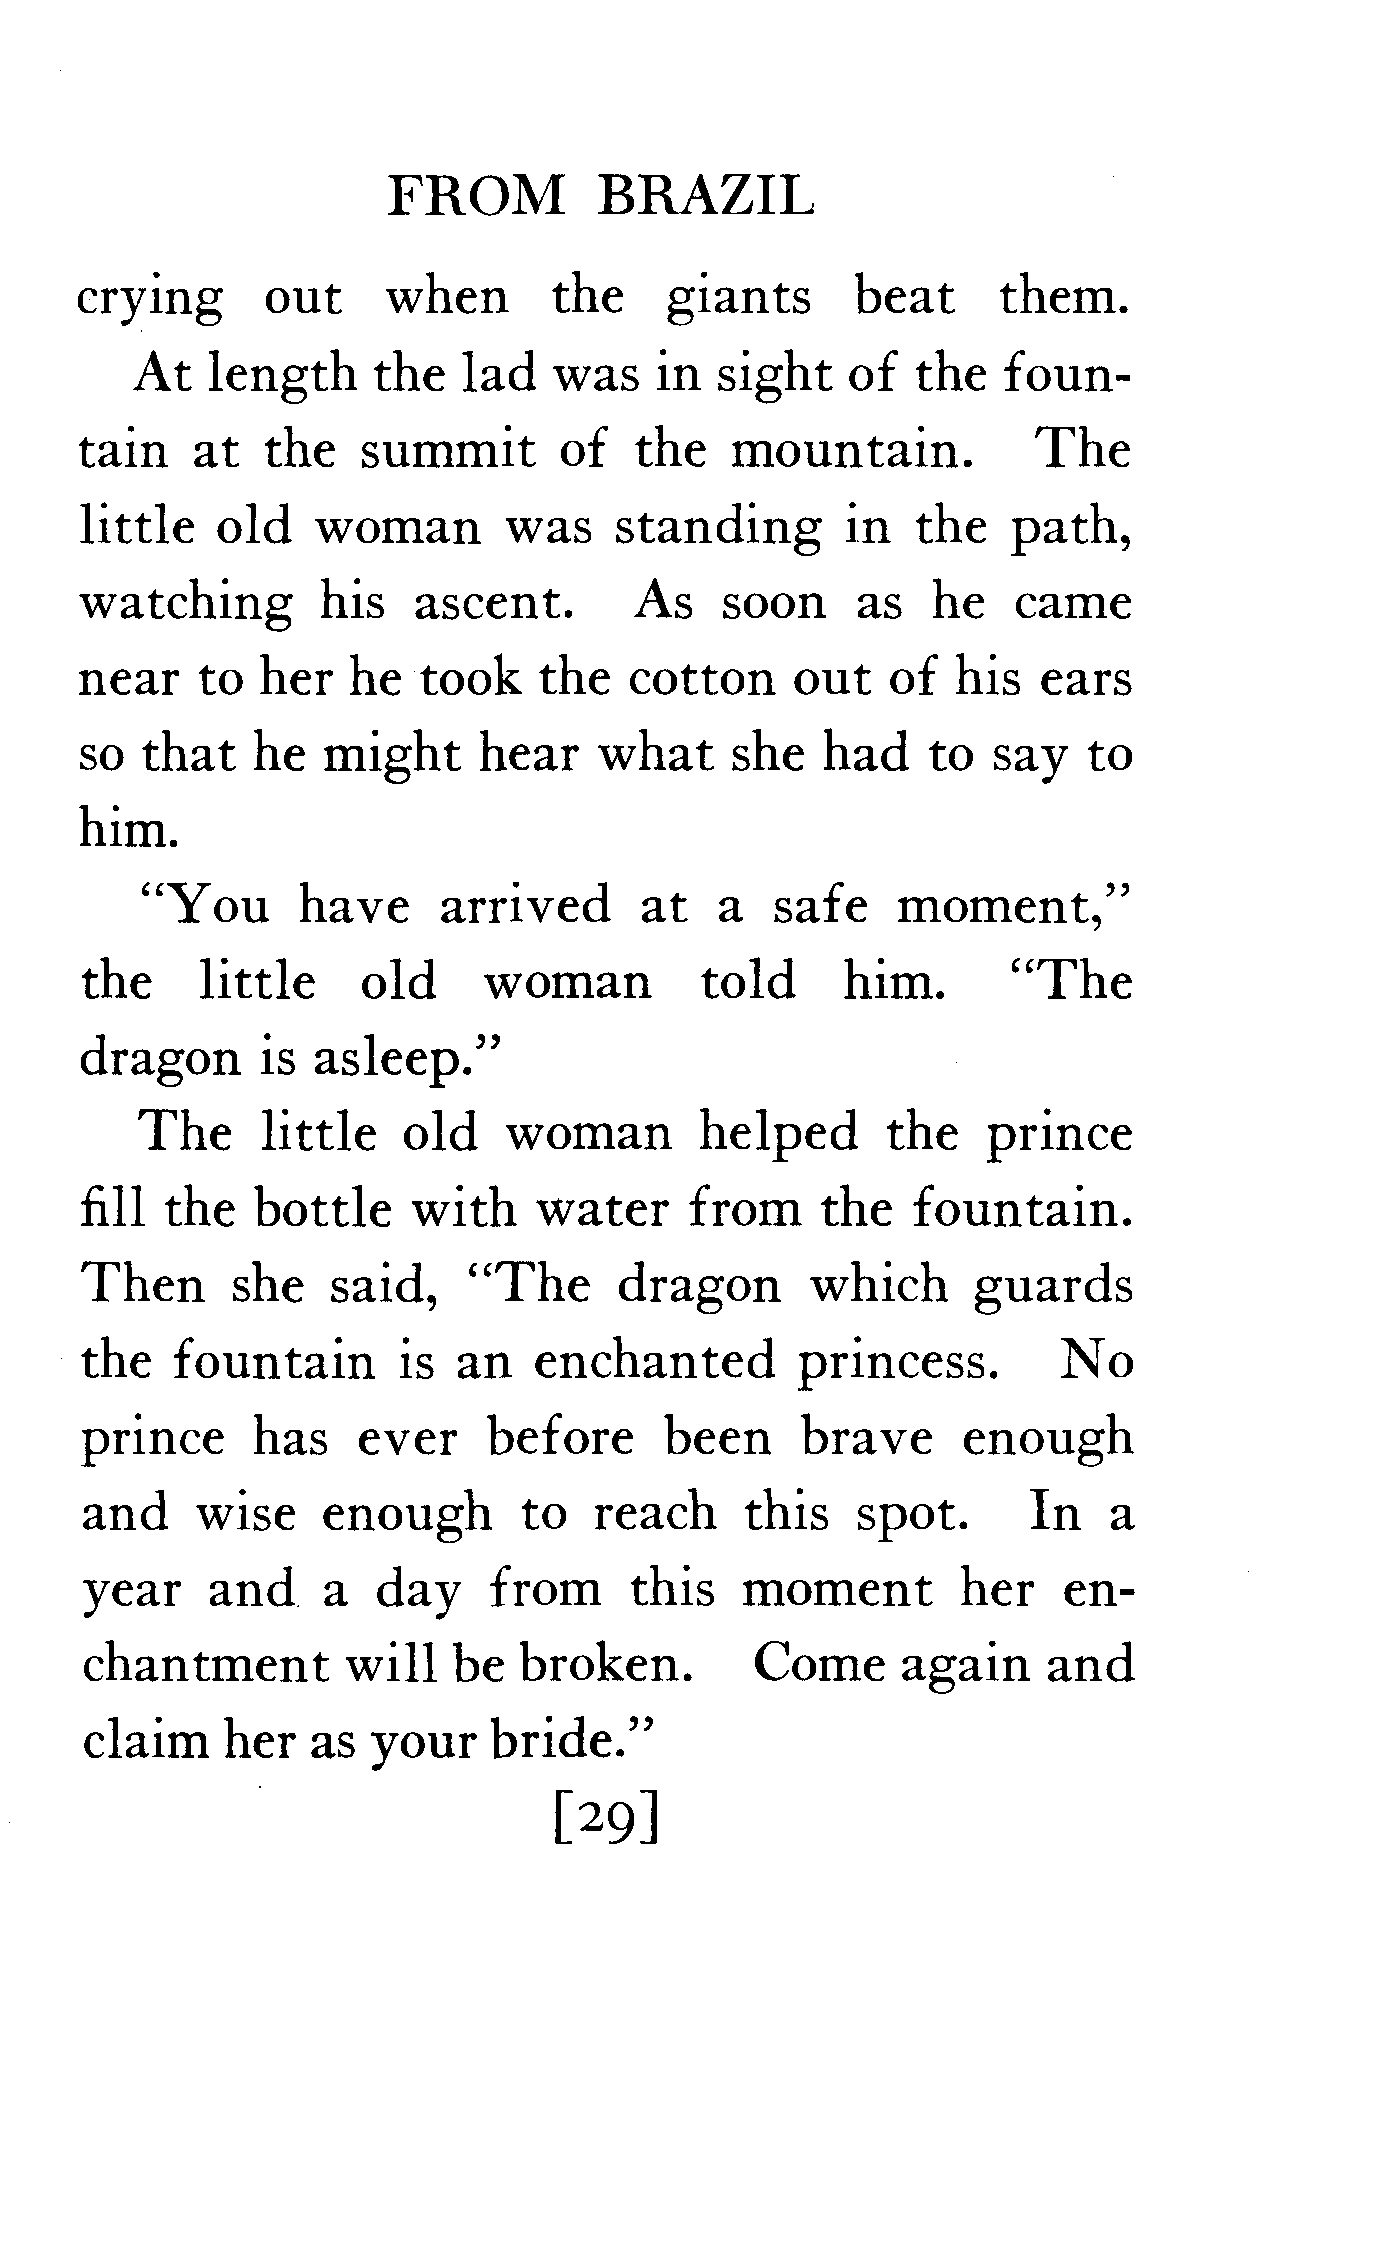 FROM BRAZIL
crying out when the giants beat them.
At length the lad was in sight of the foun-
tain at the summit of the mountain. The
little old woman was standing in the path,
watching his ascent. As soon as he came
near to her he took the cotton out of his ears
so that he might hear what she had to say to
him.
"You have arrived at a safe moment,"
the little old woman told him. "The
dragon is asleep."
The little old woman helped the prince
fill the bottle with water from the fountain.
Then she said, "The dragon which guards
the fountain is an enchanted princess. No
prince has ever before been brave enough
and wise enough to reach this spot. In a
year and a day from this moment her en-
chantment will be broken. Come again and
claim her as your bride."
[29]